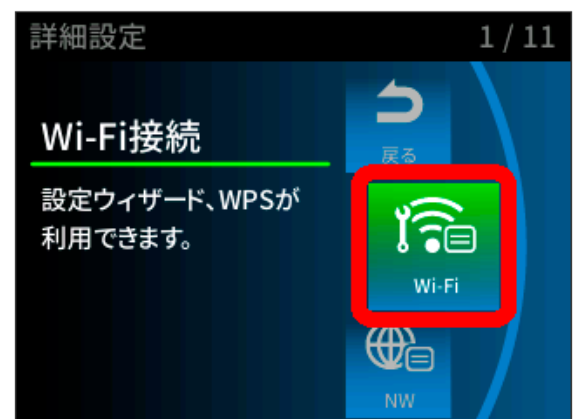 詳細設定
1 / 11
戻る
Wi-Fi接続
設定ウィザード、WPSが
利用できます。
Wi-Fi
NW